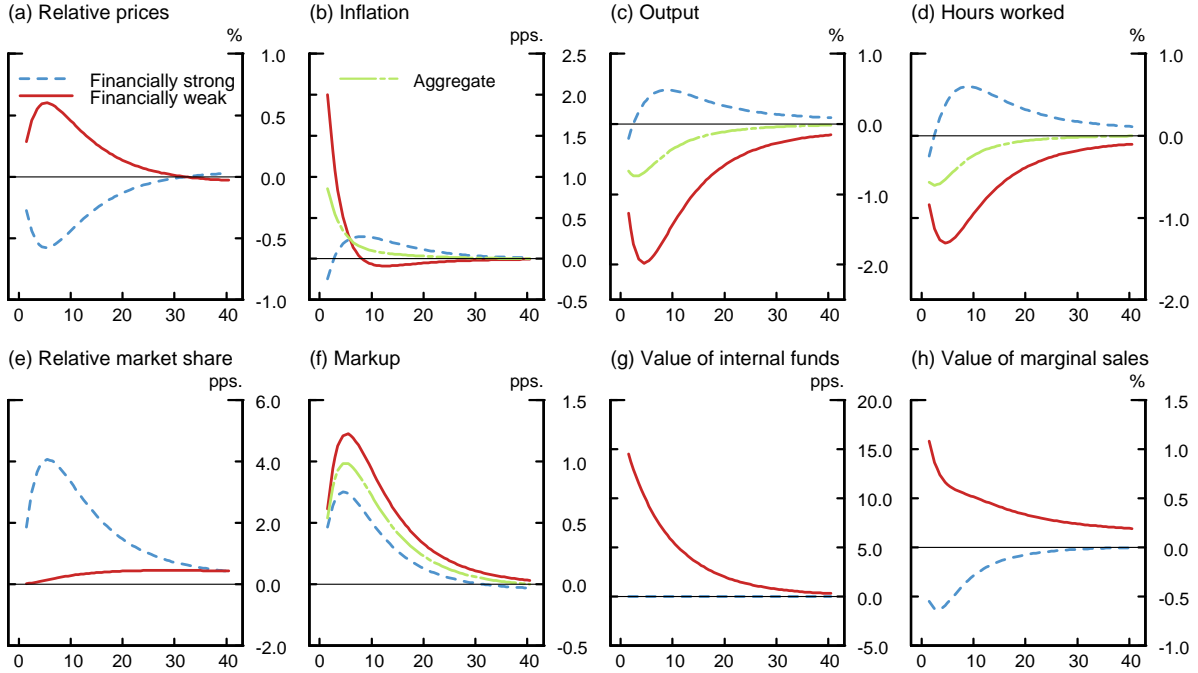 (a) Relative prices
%
Financially strong
Financially weak
1.0
0.5
0.0
-0.5
-1.0
0 10 20 30 40
(b) Inflation
pps.
Aggregate
2.5
2.0
1.5
1.0
0.5
0.0
-0.5
0 10 20 30 40
(c) Output
1.0
0.0
-1.0
-2.0
0 10 20 30 40
(d) Hours worked
1.0
0.0
-1.0
-2.0
0 10 20 30 40
(e) Relative market share
pps.
6.0
4.0
2.0
0.0
-2.0
0 10 20 30 40
(f) Markup
pps.
1.5
1.0
0.5
0.0
-0.5
0 10 20 30 40
(g) Value of internal funds
pps.
20.0
15.0
10.0
5.0
0.0
-5.0
0 10 20 30 40
(h) Value of marginal sales
%
1.5
1.0
0.5
0.0
-0.5
-1.0
0 10 20 30 40